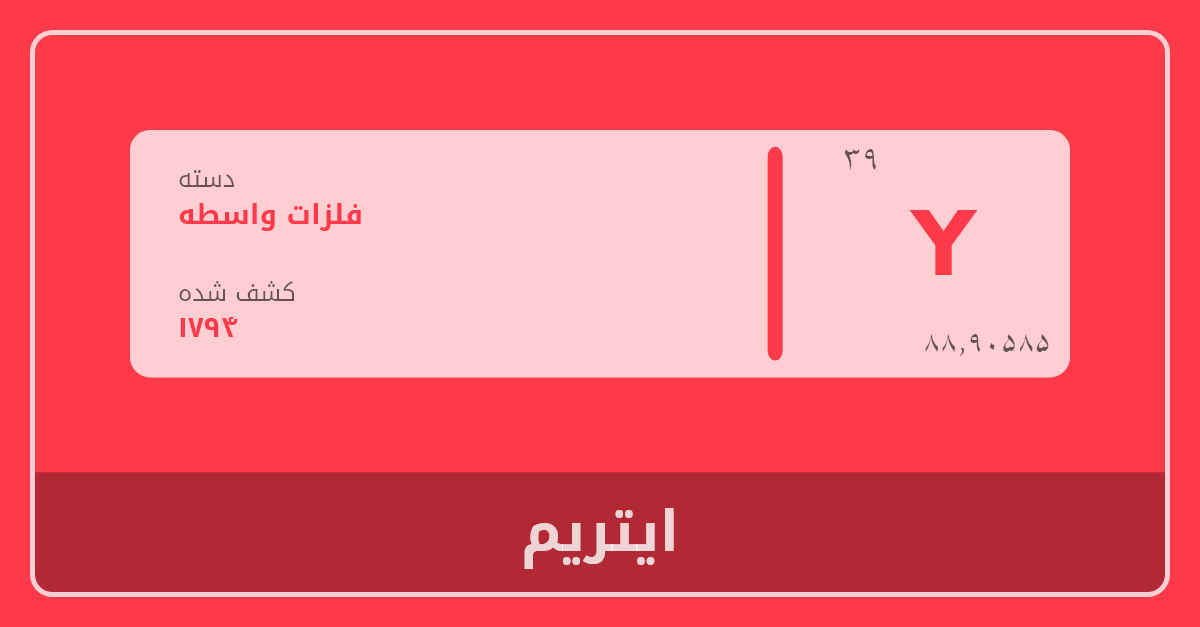 ۳۹
Y
۸۸,۹۰۵۸۵
دسته
فلزات واسطه
کشف شده
۱۷۹۴
ایتریم